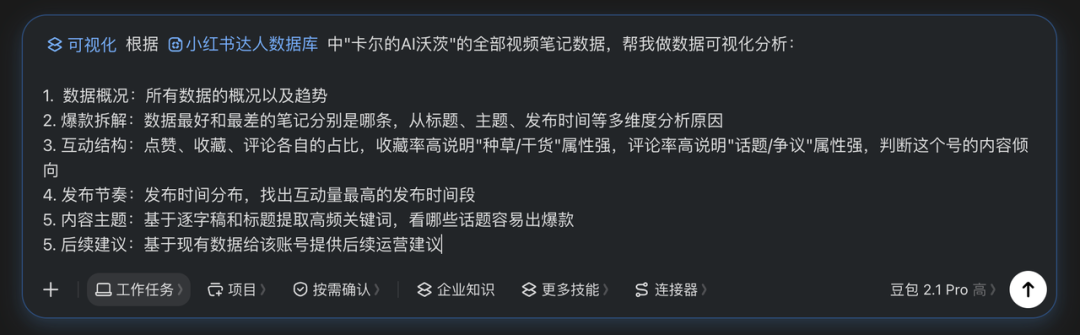 可视化 根据 小红书达人数据库 中"卡尔的AI沃茨"的全部视频笔记数据，帮我做数据可视化分析：
1. 数据概况：所有数据的概况以及趋势
2. 爆款拆解：数据最好和最差的笔记分别是哪条，从标题、主题、发布时间等多维度分析原因
3. 互动结构：点赞、收藏、评论各自的占比，收藏率高说明"种草/干货"属性强，评论率高说明"话题/争议"属性强，判断这个号的内容倾
向
4. 发布节奏：发布时间分布，找出互动量最高的发布时间段
5. 内容主题：基于逐字稿和标题提取高频关键词，看哪些话题容易出爆款
5. 后续建议：基于现有数据给该账号提供后续运营建议
工作任务 项目 按需确认 企业知识 更多技能 连接器 豆包 2.1 Pro 高